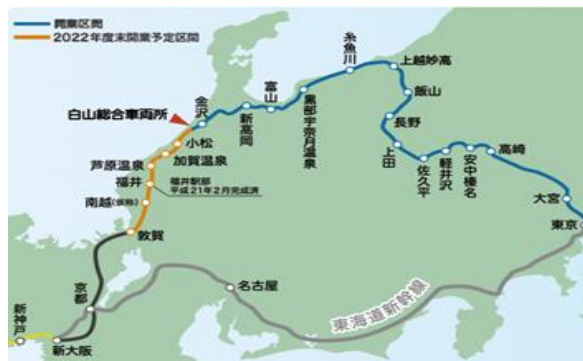 開業区間
2022年度末開業予定区間
糸魚川
上越妙高
飯山
長野
上田
佐久平
軽井沢
安中榛名
高崎
大宮
東京
黒部宇奈月温泉
富山
新高岡
金沢
白山総合車両所
小松
加賀温泉
芦原温泉
福井
福井駅部
平成21年2月完成済
南越(仮称)
敦賀
京都
名古屋
東海道新幹線
新神戸
新大阪